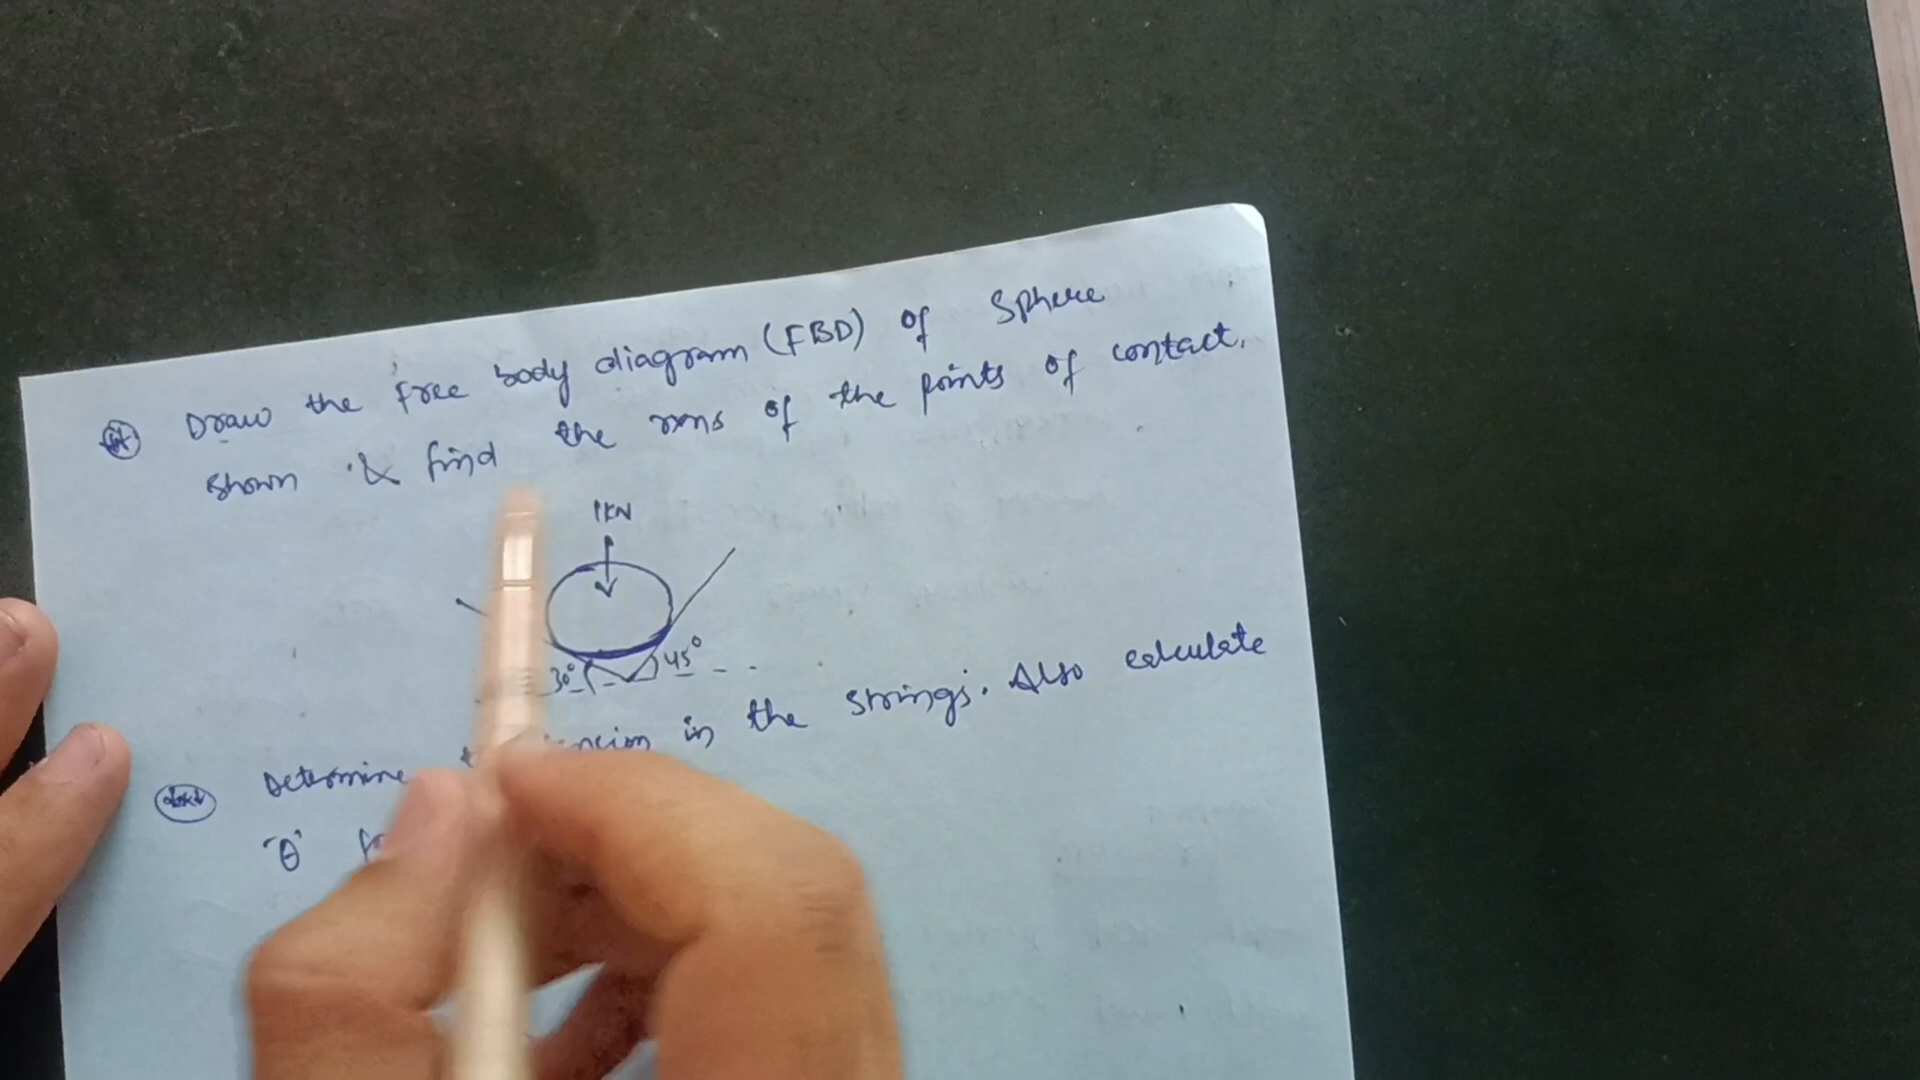 Draw the free body diagram (FBD) of Sphere
shown & find the rxns of the points of contact.
1KN
30° 45°
Determine in the strings. Also calculate
"θ"